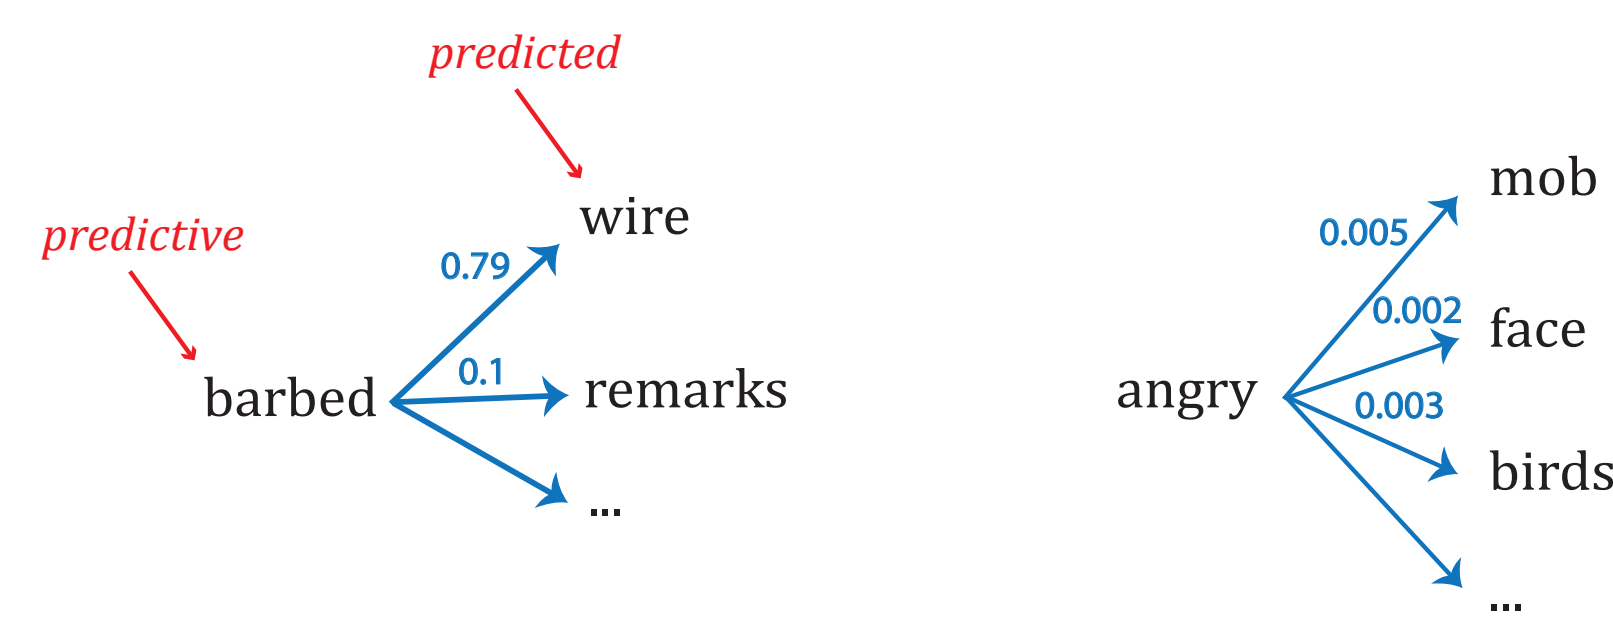 predicted
predictive
barbed
0.79
wire
0.1
remarks
...
angry
0.005
mob
0.002
face
0.003
birds
...